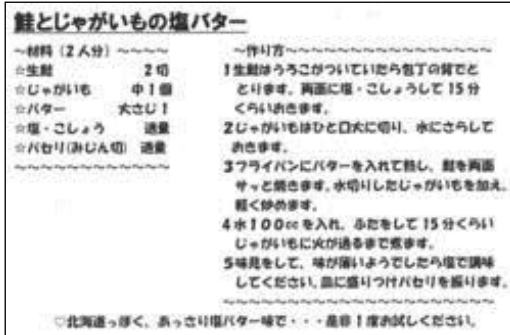 鮭とじゃがいもの塩バター
～材料（2人分）～～～～
☆生鮭 2切
☆じゃがいも 中1個
☆バター 大さじ1
☆塩・こしょう 適量
☆パセリ(みじん切) 適量
～～～～～～～～～～～～
～作り方～～～～～～～～～～～～～～～
1生鮭はうろこがついていたら包丁の背でと
とります。両面に塩・こしょうして15分
くらいおきます。
2じゃがいもはひと口大に切り、水にさらして
おきます。
3フライパンにバターを入れて熱し、鮭を両面
サッと焼きます。水切りしたじゃがいもを加え、
軽く炒めます。
4水100ccを入れ、ふたをして15分くらい
じゃがいもに火が通るまで煮ます。
5味見をして、味が薄いようでしたら塩で調味
してください。皿に盛りつけパセリを振ります。
～～～～～～～～～～～～～～～～～～～
♡北海道っぽく、あっさり塩バター味で・・・是非1度お試しください。